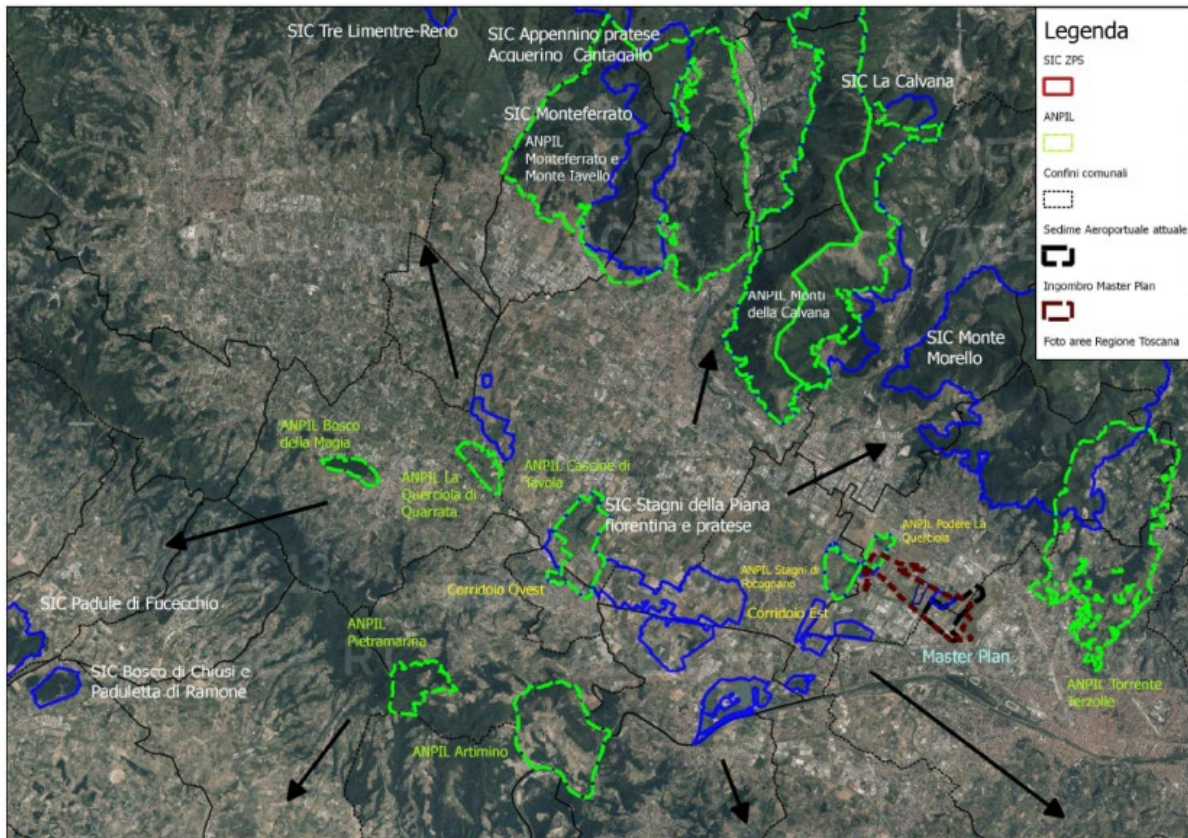 SIC Tre Limentre-Reno
SIC Appennino pratese
Acquerino Cantagallo
SIC La Calvana
SIC Monteferrato
ANPIL
Monteferrato e
Monte Iavello
ANPIL Monti
della Calvana
SIC Monte
Morello
ANPIL Bosco
della Magia
ANPIL La
Querciola di
Quarrata
ANPIL Cascine di
Tavola
SIC Stagni della Piana
fiorentina e pratese
ANPIL Podere La
Querciola
ANPIL Stagni di
Focognano
Corridoio Ovest
Corridoio Est
SIC Padule di Fucecchio
ANPIL
Pietramarina
SIC Bosco di Chiusi e
Paduletta di Ramone
Master Plan
ANPIL Torrente
Terzolle
ANPIL Artimino
Legenda
SIC ZPS
ANPIL
Confini comunali
Sedime Aeroportuale attuale
Ingombro Master Plan
Foto aree Regione Toscana